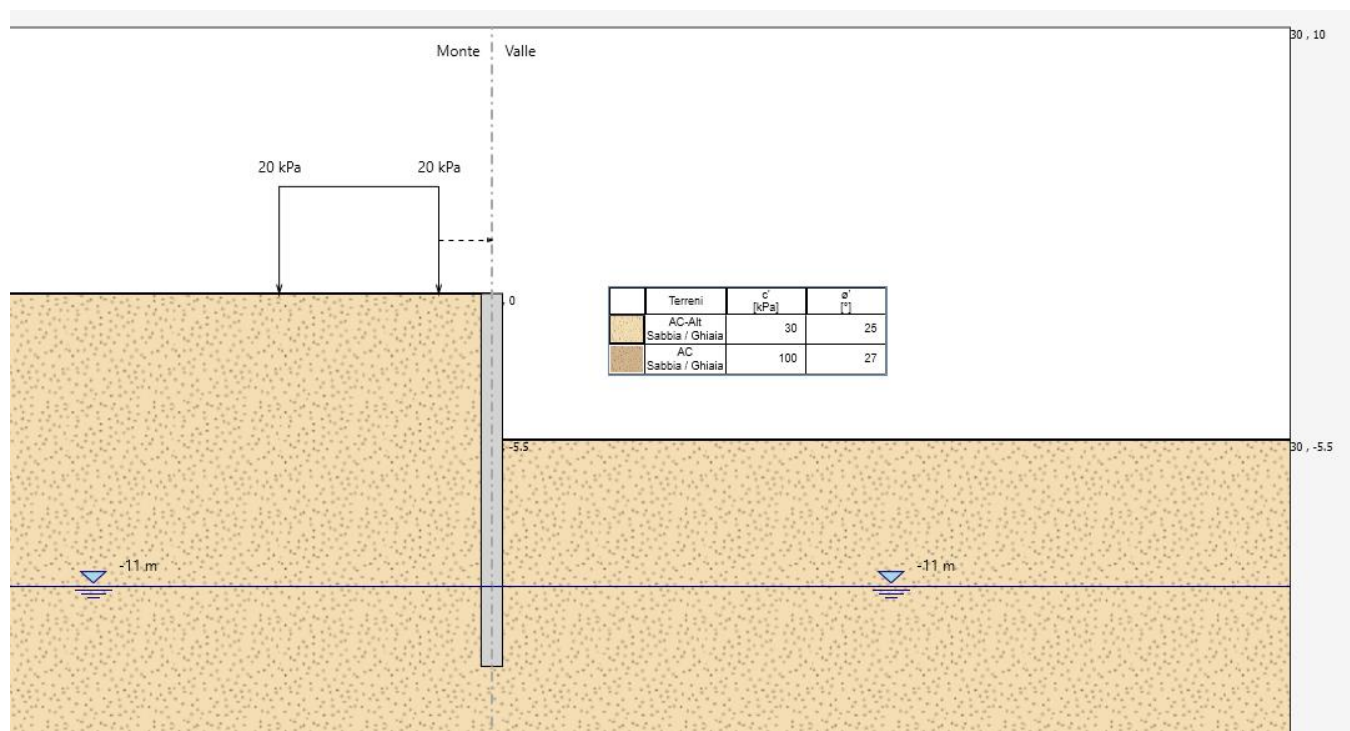 Monte
Valle
30 , 10
20 kPa
20 kPa
, 0
Terreni
c'
[kPa]
ø'
[°]
AC-Alt
Sabbia / Ghiaia
30
25
AC
Sabbia / Ghiaia
100
27
, -5.5
30 , -5.5
-11 m
-11 m